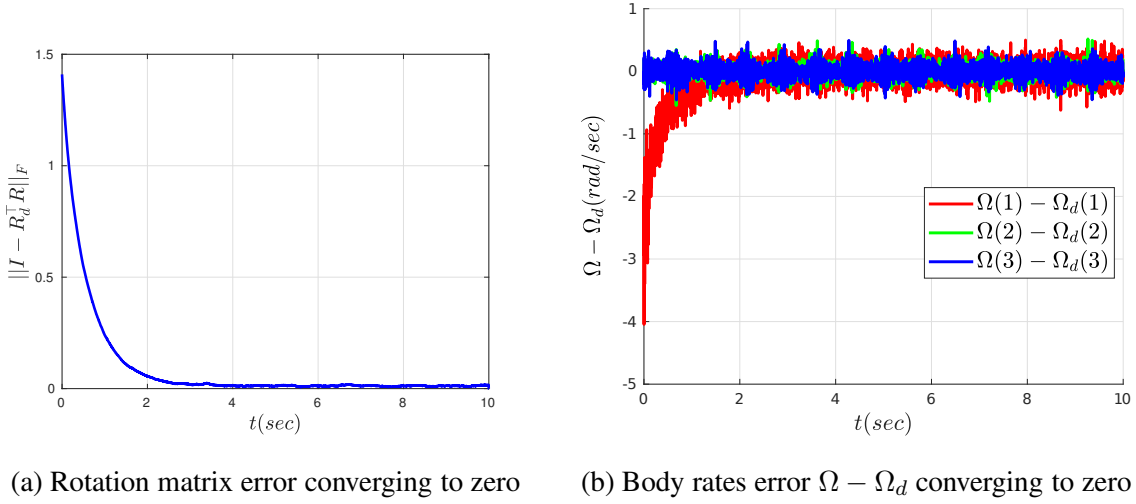 1.5
1
0.5
0
0 2 4 6 8 10
t(sec)
||I − R_d^⊤ R||_F
(a) Rotation matrix error converging to zero
1
0
-1
-2
-3
-4
-5
0 2 4 6 8 10
t(sec)
Ω − Ω_d(rad/sec)
Ω(1) − Ω_d(1)
Ω(2) − Ω_d(2)
Ω(3) − Ω_d(3)
(b) Body rates error Ω − Ω_d converging to zero